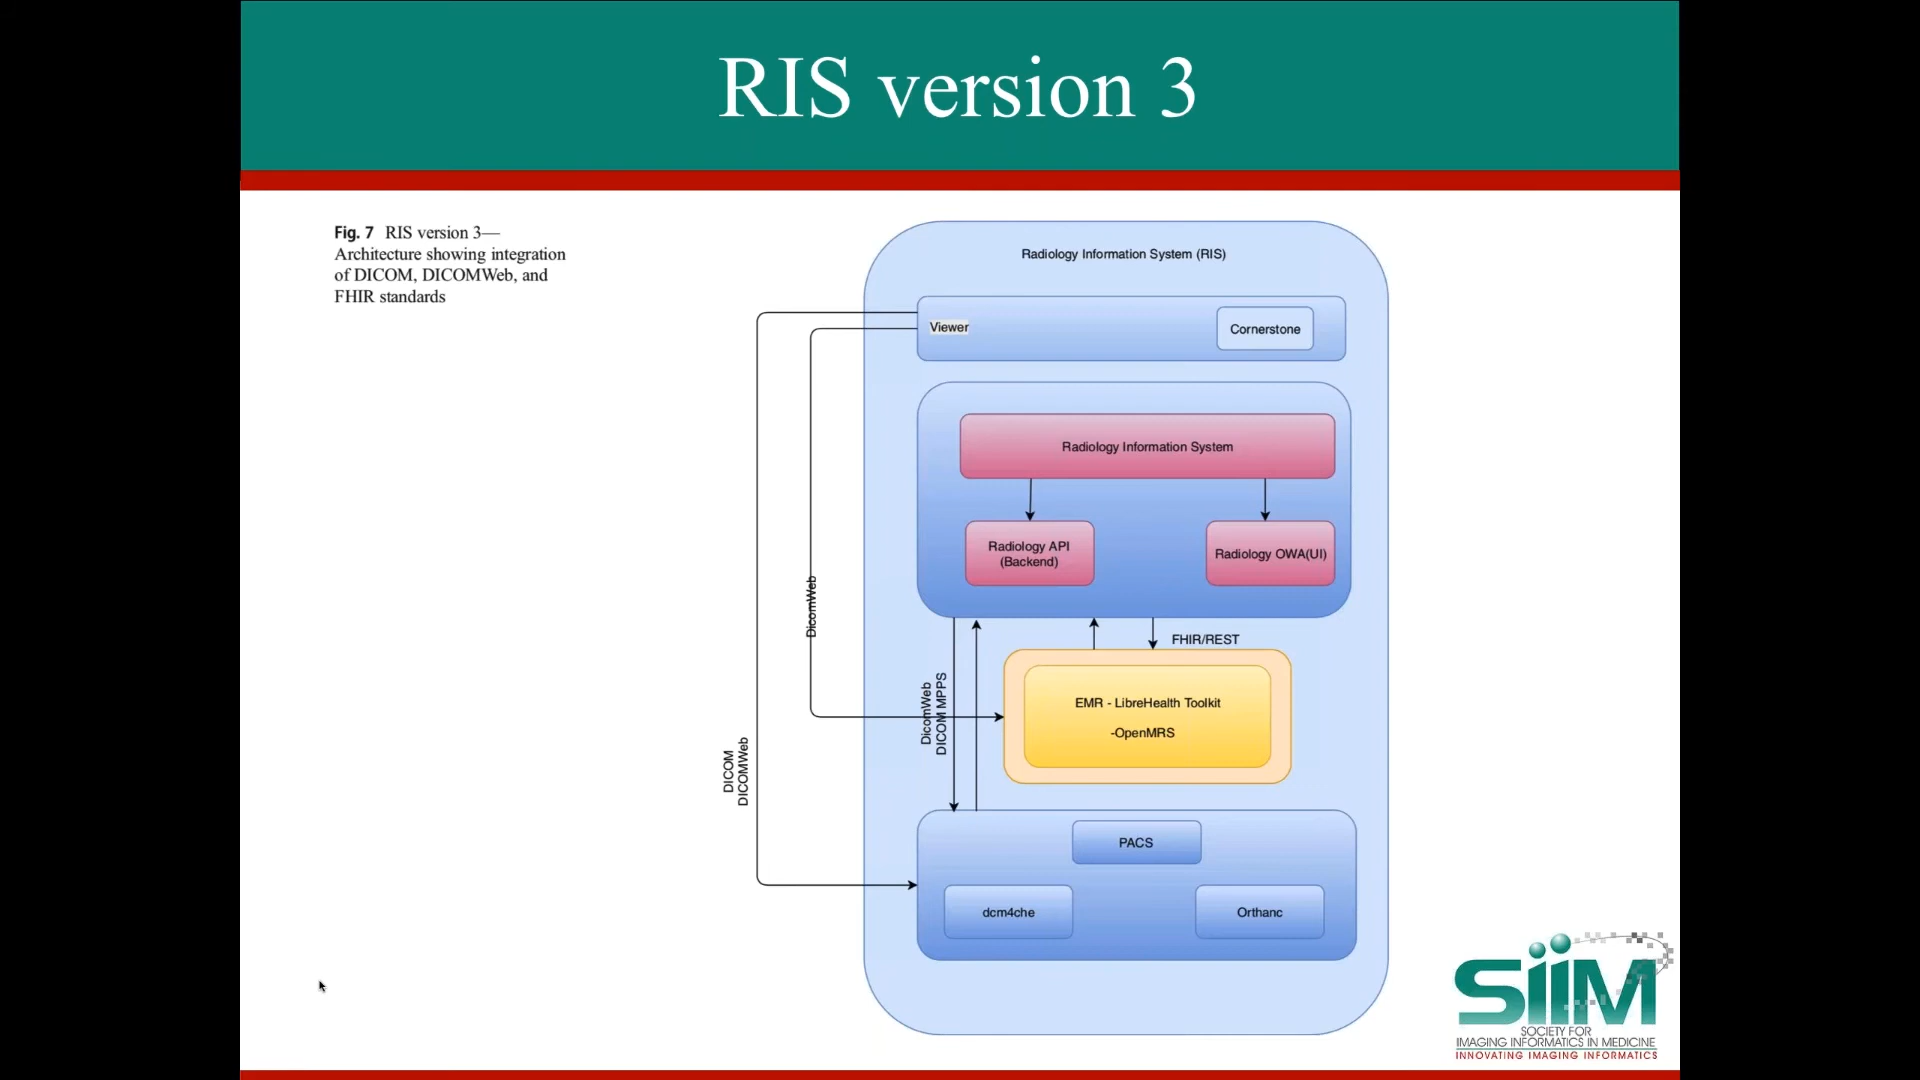 RIS version 3
Fig. 7 RIS version 3—
Architecture showing integration
of DICOM, DICOMWeb, and
FHIR standards
Radiology Information System (RIS)
Viewer
Cornerstone
Radiology Information System
Radiology API
(Backend)
Radiology OWA(UI)
DicomWeb
FHIR/REST
DicomWeb
DICOM MPPS
EMR - LibreHealth Toolkit
-OpenMRS
DICOM
DICOMWeb
PACS
dcm4che
Orthanc
SiiM
SOCIETY FOR
IMAGING INFORMATICS IN MEDICINE
INNOVATING IMAGING INFORMATICS